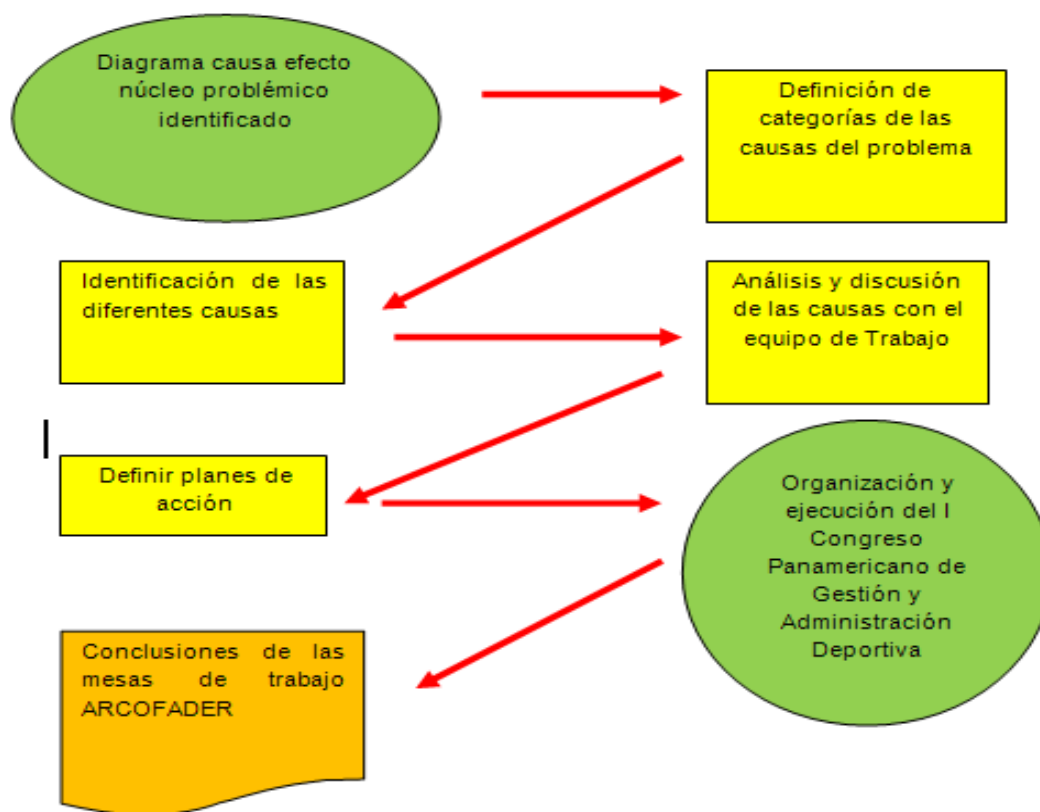 Diagrama causa efecto
núcleo problémico
identificado
Definición de
categorías de las
causas del problema
Identificación de las
diferentes causas
Análisis y discusión
de las causas con el
equipo de Trabajo
Definir planes de
acción
Organización y
ejecución del I
Congreso
Panamericano de
Gestión y
Administración
Deportiva
Conclusiones de las
mesas de trabajo
ARCOFADER